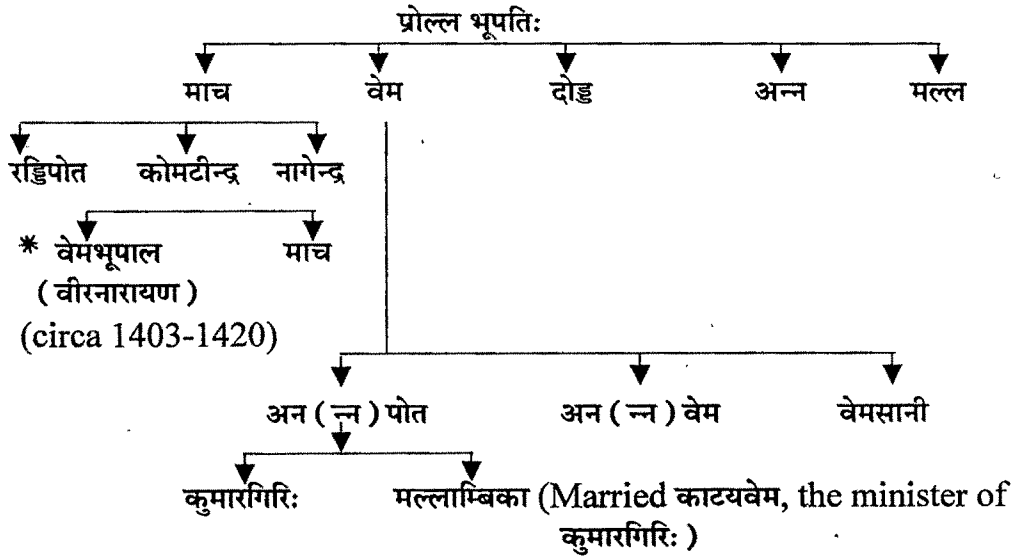 प्रोल्ल भूपतिः
माच वेम दोड्ड अन्न मल्ल
रड्डिपोत कोमटीन्द्र नागेन्द्र
* वेमभूपाल माच
( वीरनारायण )
(circa 1403-1420)
अन ( न्न ) पोत अन ( न्न ) वेम वेमसानी
कुमारगिरिः मल्लाम्बिका (Married काटयवेम, the minister of
कुमारगिरिः )